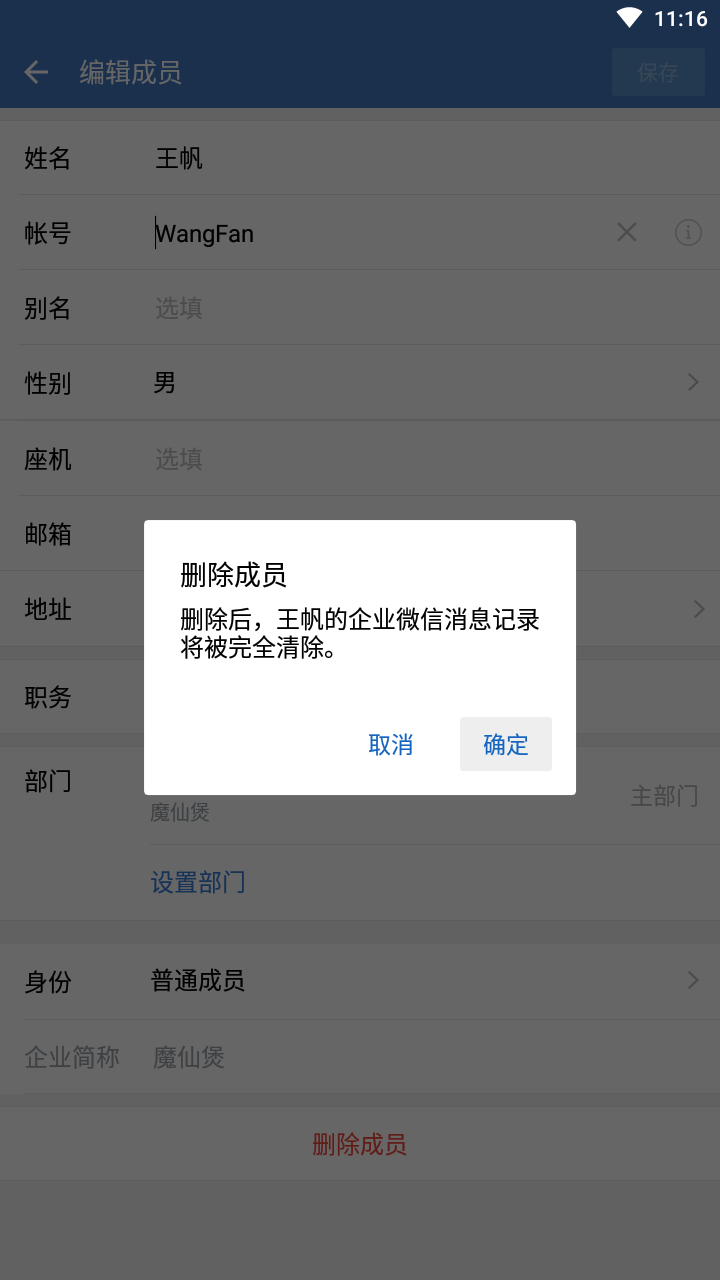 11:16
编辑成员
保存
姓名 王帆
帐号 WangFan
别名 选填
性别 男
座机 选填
邮箱
地址
删除成员
删除后，王帆的企业微信消息记录
将被完全清除。
职务
取消 确定
部门
主部门
魔仙煲
设置部门
身份 普通成员
企业简称 魔仙煲
删除成员